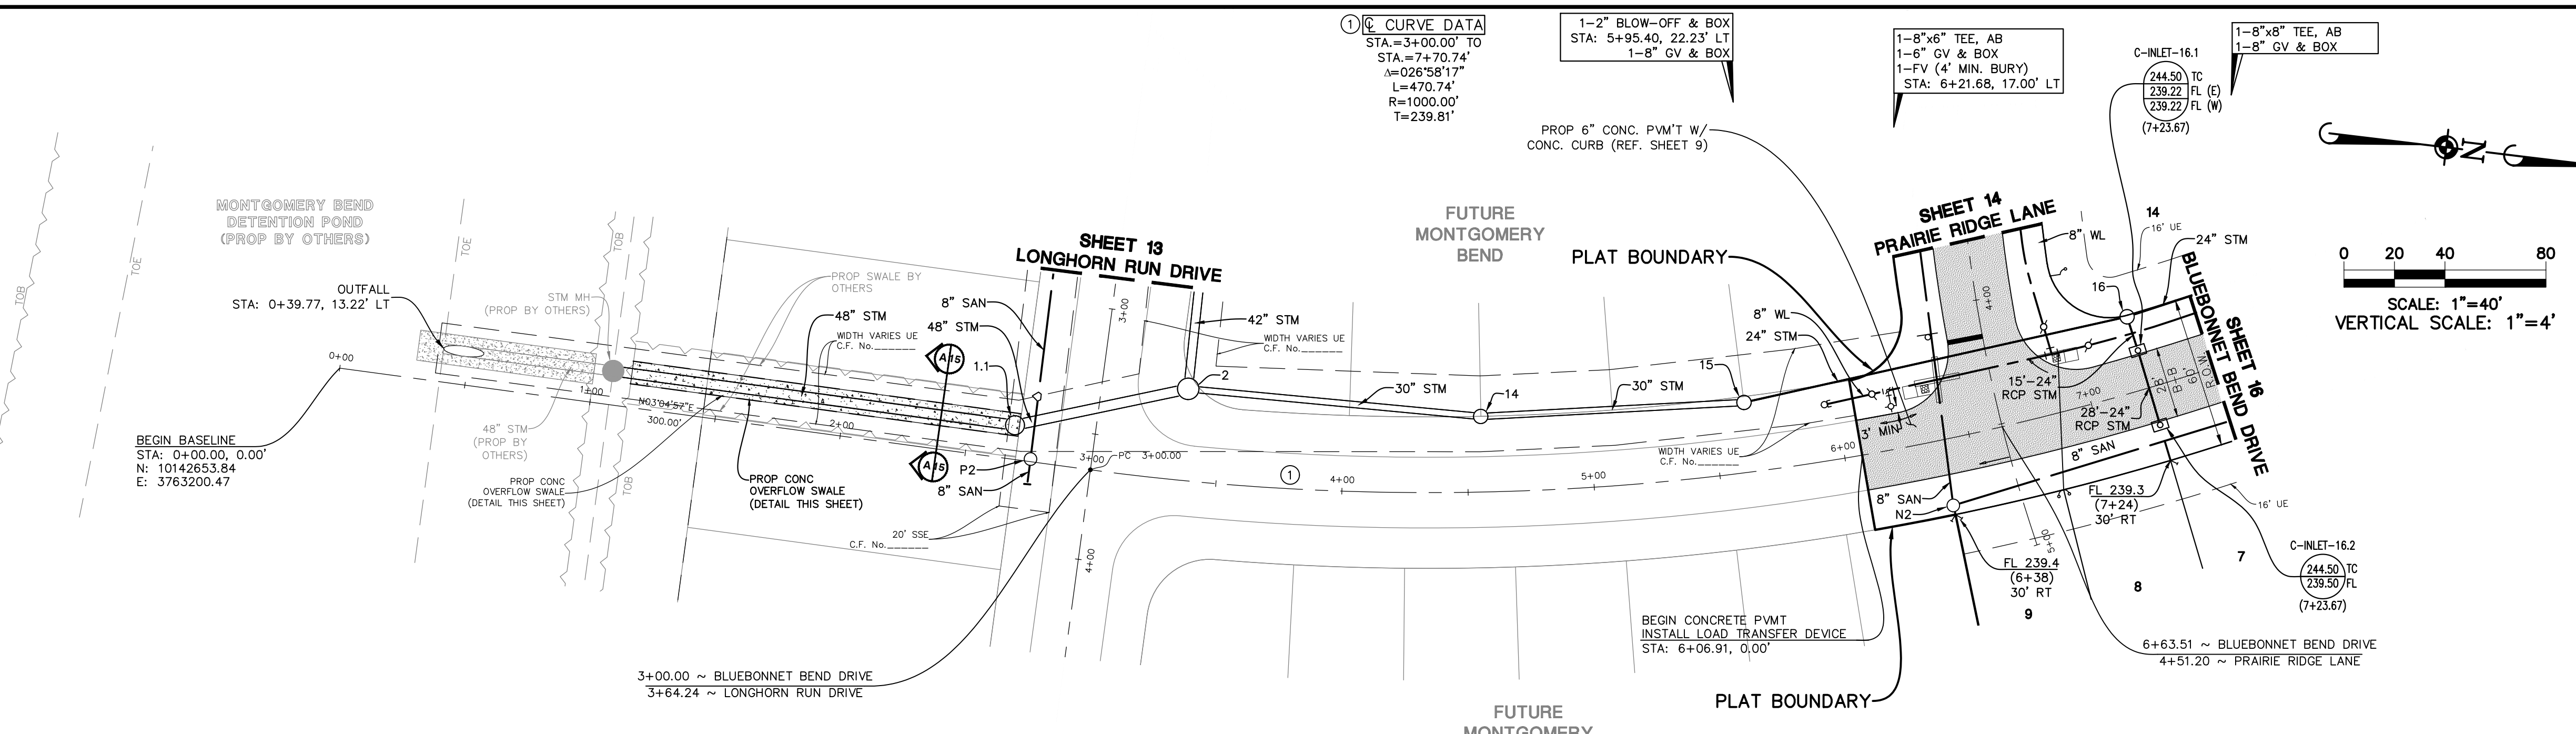 1 ℄ CURVE DATA
STA.=3+00.00' TO
STA.=7+70.74'
Δ=026°58'17"
L=470.74'
R=1000.00'
T=239.81'
1-2" BLOW-OFF & BOX
STA: 5+95.40, 22.23' LT
1-8" GV & BOX
1-8"x6" TEE, AB
1-6" GV & BOX
1-FV (4' MIN. BURY)
STA: 6+21.68, 17.00' LT
C-INLET-16.1
244.50 TC
239.22 FL (E)
239.22 FL (W)
(7+23.67)
1-8"x8" TEE, AB
1-8" GV & BOX
PROP 6" CONC. PVM'T W/
CONC. CURB (REF. SHEET 9)
N
0 20 40 80
SCALE: 1"=40'
VERTICAL SCALE: 1"=4'
MONTGOMERY BEND
DETENTION POND
(PROP BY OTHERS)
TOB
TOE
TOE
TOB
TOB
OUTFALL
STA: 0+39.77, 13.22' LT
STM MH
(PROP BY OTHERS)
PROP SWALE BY
OTHERS
48" STM
WIDTH VARIES UE
C.F. No.______
8" SAN
48" STM
A15
1.1
SHEET 13
LONGHORN RUN DRIVE
3+00
42" STM
WIDTH VARIES UE
C.F. No.______
2
FUTURE
MONTGOMERY
BEND
PLAT BOUNDARY
SHEET 14
PRAIRIE RIDGE LANE
4+00
8" WL
14
16' UE
24" STM
16
BLUEBONNET BEND DRIVE
SHEET 16
8" WL
24" STM
15
30" STM
14
30" STM
0+00
1+00
N03°04'57"E
300.00'
2+00
3+00
PC 3+00.00
1
4+00
5+00
6+00
7+00
3' MIN
WIDTH VARIES UE
C.F. No.______
15'-24"
RCP STM
28'-24"
RCP STM
28'
B-B
60'
R.O.W.
8" SAN
BEGIN BASELINE
STA: 0+00.00, 0.00'
N: 10142653.84
E: 3763200.47
48" STM
(PROP BY
OTHERS)
PROP CONC
OVERFLOW SWALE
(DETAIL THIS SHEET)
PROP CONC
OVERFLOW SWALE
(DETAIL THIS SHEET)
A15
P2
8" SAN
20' SSE
C.F. No.______
4+00
8" SAN
N2
FL 239.3
(7+24)
30' RT
16' UE
5+00
FL 239.4
(6+38)
30' RT
9
8
7
C-INLET-16.2
244.50 TC
239.50 FL
(7+23.67)
BEGIN CONCRETE PVMT
INSTALL LOAD TRANSFER DEVICE
STA: 6+06.91, 0.00'
6+63.51 ~ BLUEBONNET BEND DRIVE
4+51.20 ~ PRAIRIE RIDGE LANE
3+00.00 ~ BLUEBONNET BEND DRIVE
3+64.24 ~ LONGHORN RUN DRIVE
PLAT BOUNDARY
FUTURE
MONTGOMERY